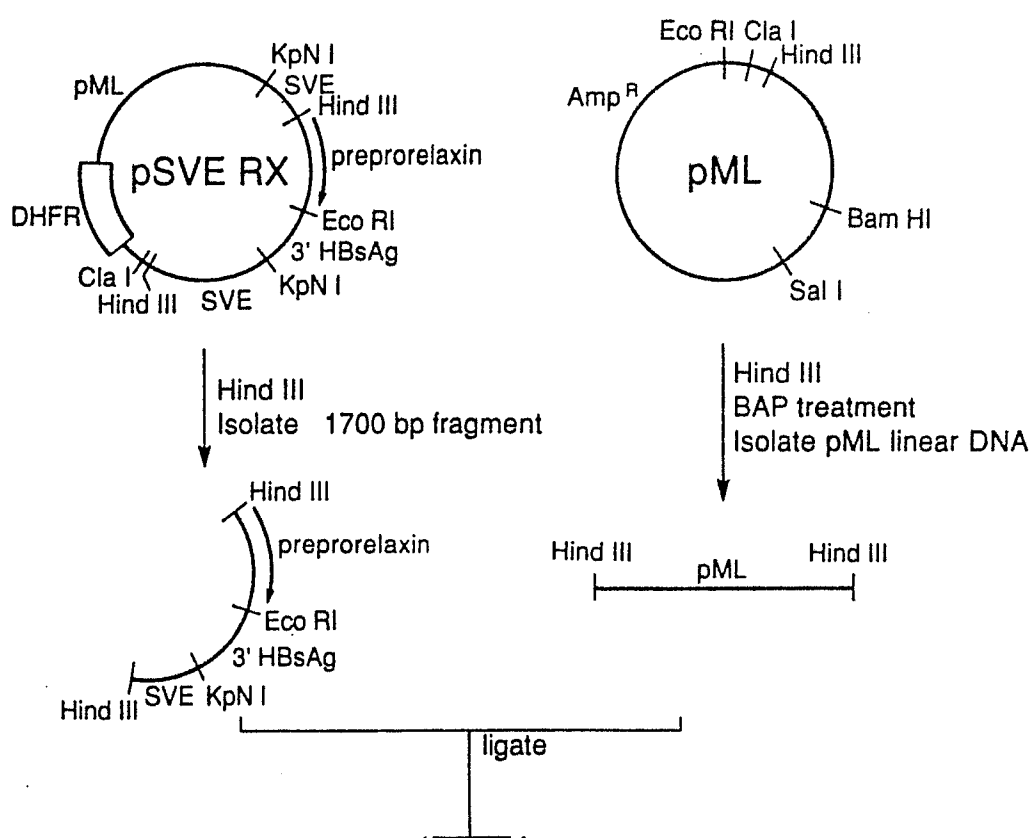 pML
KpN I
SVE
Hind III
preprorelaxin
pSVE RX
DHFR
Eco RI
3' HBsAg
Cla I
KpN I
Hind III
SVE
Eco RI
Cla I
Hind III
Amp R
pML
Bam HI
Sal I
Hind III
Isolate 1700 bp fragment
Hind III
BAP treatment
Isolate pML linear DNA
Hind III
preprorelaxin
Eco RI
3' HBsAg
KpN I
SVE
Hind III
Hind III
pML
Hind III
ligate